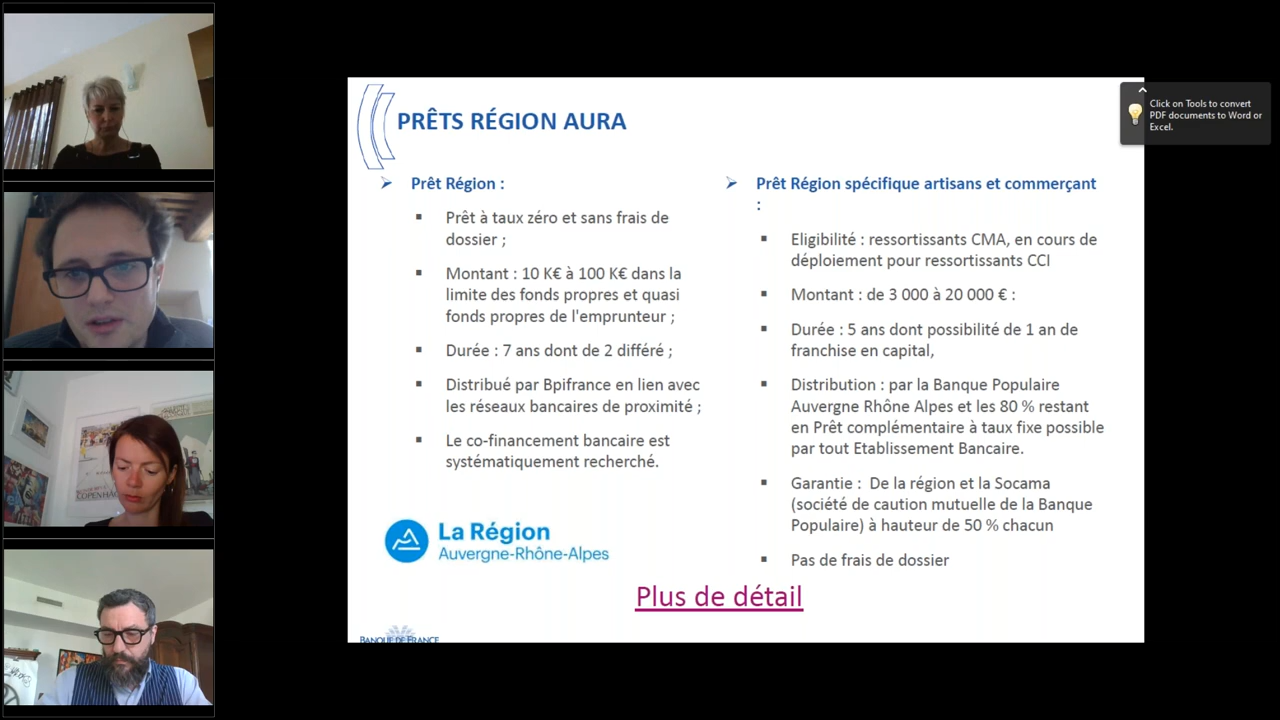 PRÊTS RÉGION AURA
Prêt Région :
Prêt à taux zéro et sans frais de
dossier ;
Montant : 10 K€ à 100 K€ dans la
limite des fonds propres et quasi
fonds propres de l'emprunteur ;
Durée : 7 ans dont de 2 différé ;
Distribué par Bpifrance en lien avec
les réseaux bancaires de proximité ;
Le co-financement bancaire est
systématiquement recherché.
La Région
Auvergne-Rhône-Alpes
Prêt Région spécifique artisans et commerçant
:
Eligibilité : ressortissants CMA, en cours de
déploiement pour ressortissants CCI
Montant : de 3 000 à 20 000 € :
Durée : 5 ans dont possibilité de 1 an de
franchise en capital,
Distribution : par la Banque Populaire
Auvergne Rhône Alpes et les 80 % restant
en Prêt complémentaire à taux fixe possible
par tout Etablissement Bancaire.
Garantie : De la région et la Socama
(société de caution mutuelle de la Banque
Populaire) à hauteur de 50 % chacun
Pas de frais de dossier
Plus de détail
BANQUE DE FRANCE
Click on Tools to convert
PDF documents to Word or
Excel.
COPENHAG